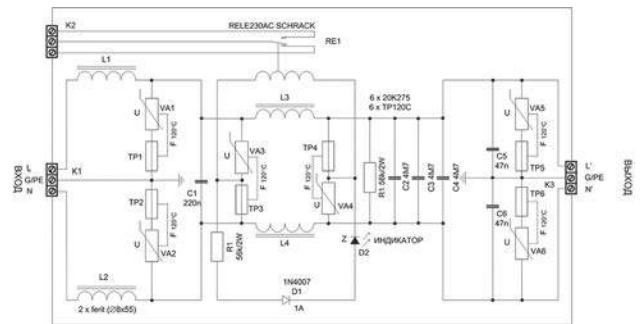 K2
RELE230AC SCHRACK
RE1
L1
L3
6 x 20K275
6 x TP120C
U
VA1
F 120°C
TP1
U
VA3
F 120°C
TP3
TP4
F 120°C
U
VA4
R1 56k/2W
C2 4M7
C3 4M7
C4 4M7
C5
47n
U
VA5
F 120°C
TP5
ВХОД
L
G/PE
N
K1
C1
220n
L'
G/PE
N'
K3
ВЫХОД
TP2
F 120°C
U
VA2
C6
47n
TP6
F 120°C
U
VA6
R1
56k/2W
L4
Z
ИНДИКАТОР
D2
L2
2 x ferit (∅8x55)
1N4007
D1
1A